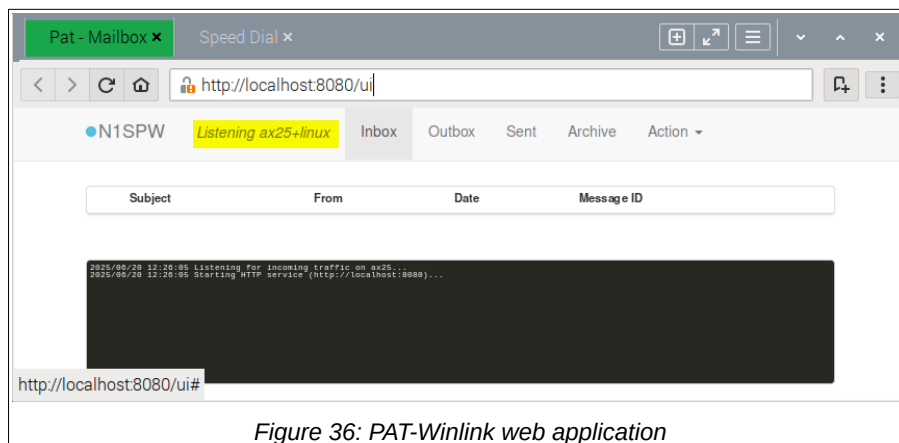 Pat - Mailbox × Speed Dial ×
http://localhost:8080/ui
N1SPW Listening ax25+linux Inbox Outbox Sent Archive Action
Subject From Date Message ID
2025/06/20 12:26:05 Listening for incoming traffic on ax25...
2025/06/20 12:26:05 Starting HTTP service (http://localhost:8080)...
http://localhost:8080/ui#
Figure 36: PAT-Winlink web application